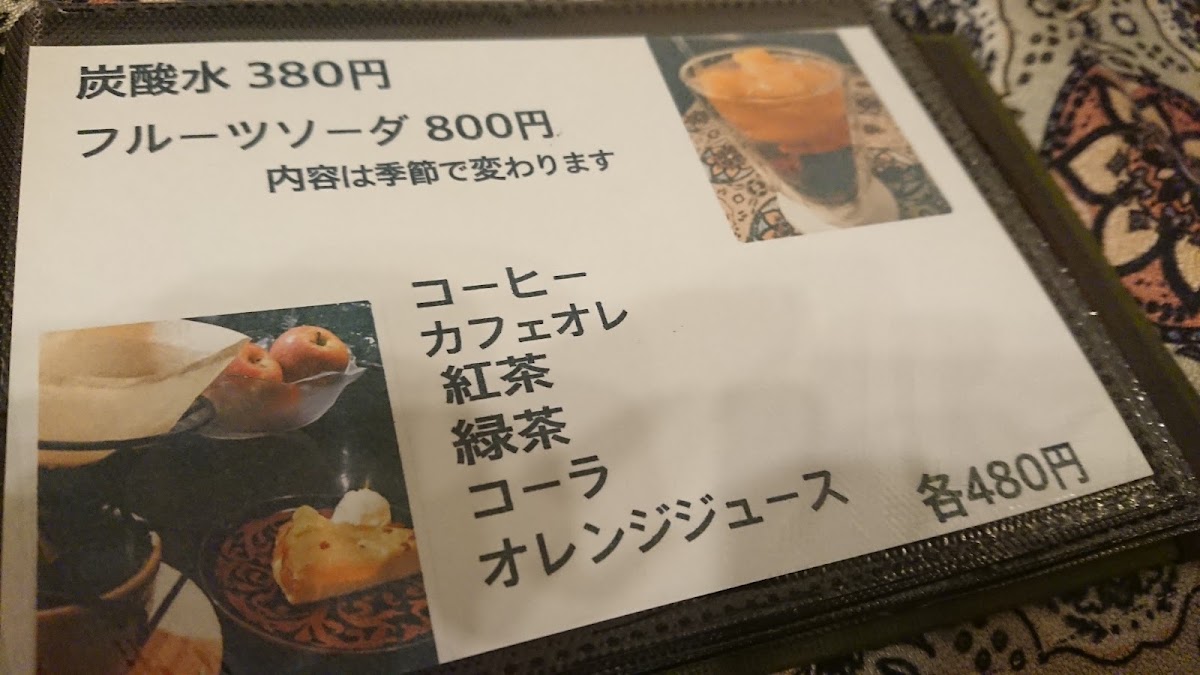 炭酸水 380円
フルーツソーダ 800円
内容は季節で変わります
コーヒー
カフェオレ
紅茶
緑茶
コーラ
オレンジジュース 各480円